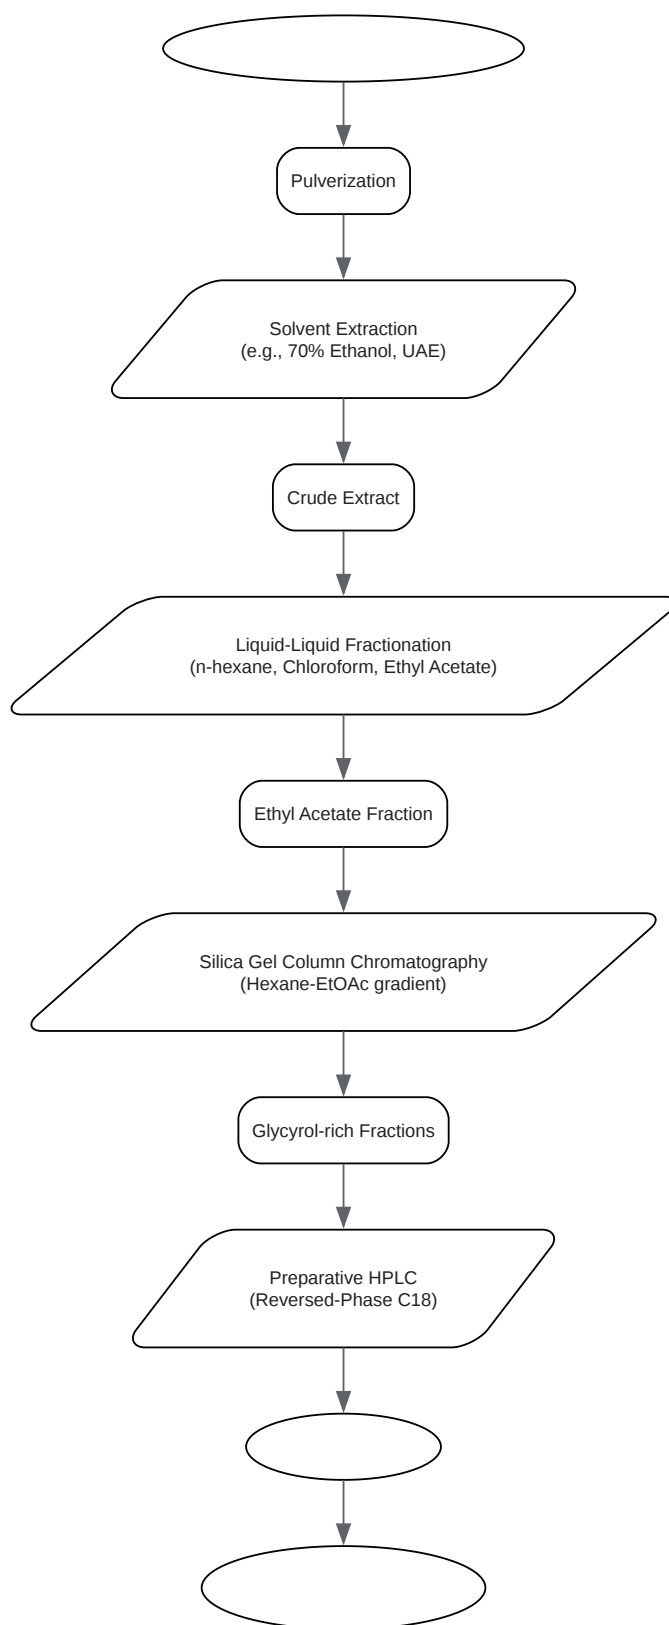 Pulverization
Solvent Extraction
(e.g., 70% Ethanol, UAE)
Crude Extract
Liquid-Liquid Fractionation
(n-hexane, Chloroform, Ethyl Acetate)
Ethyl Acetate Fraction
Silica Gel Column Chromatography
(Hexane-EtOAc gradient)
Glycyrol-rich Fractions
Preparative HPLC
(Reversed-Phase C18)